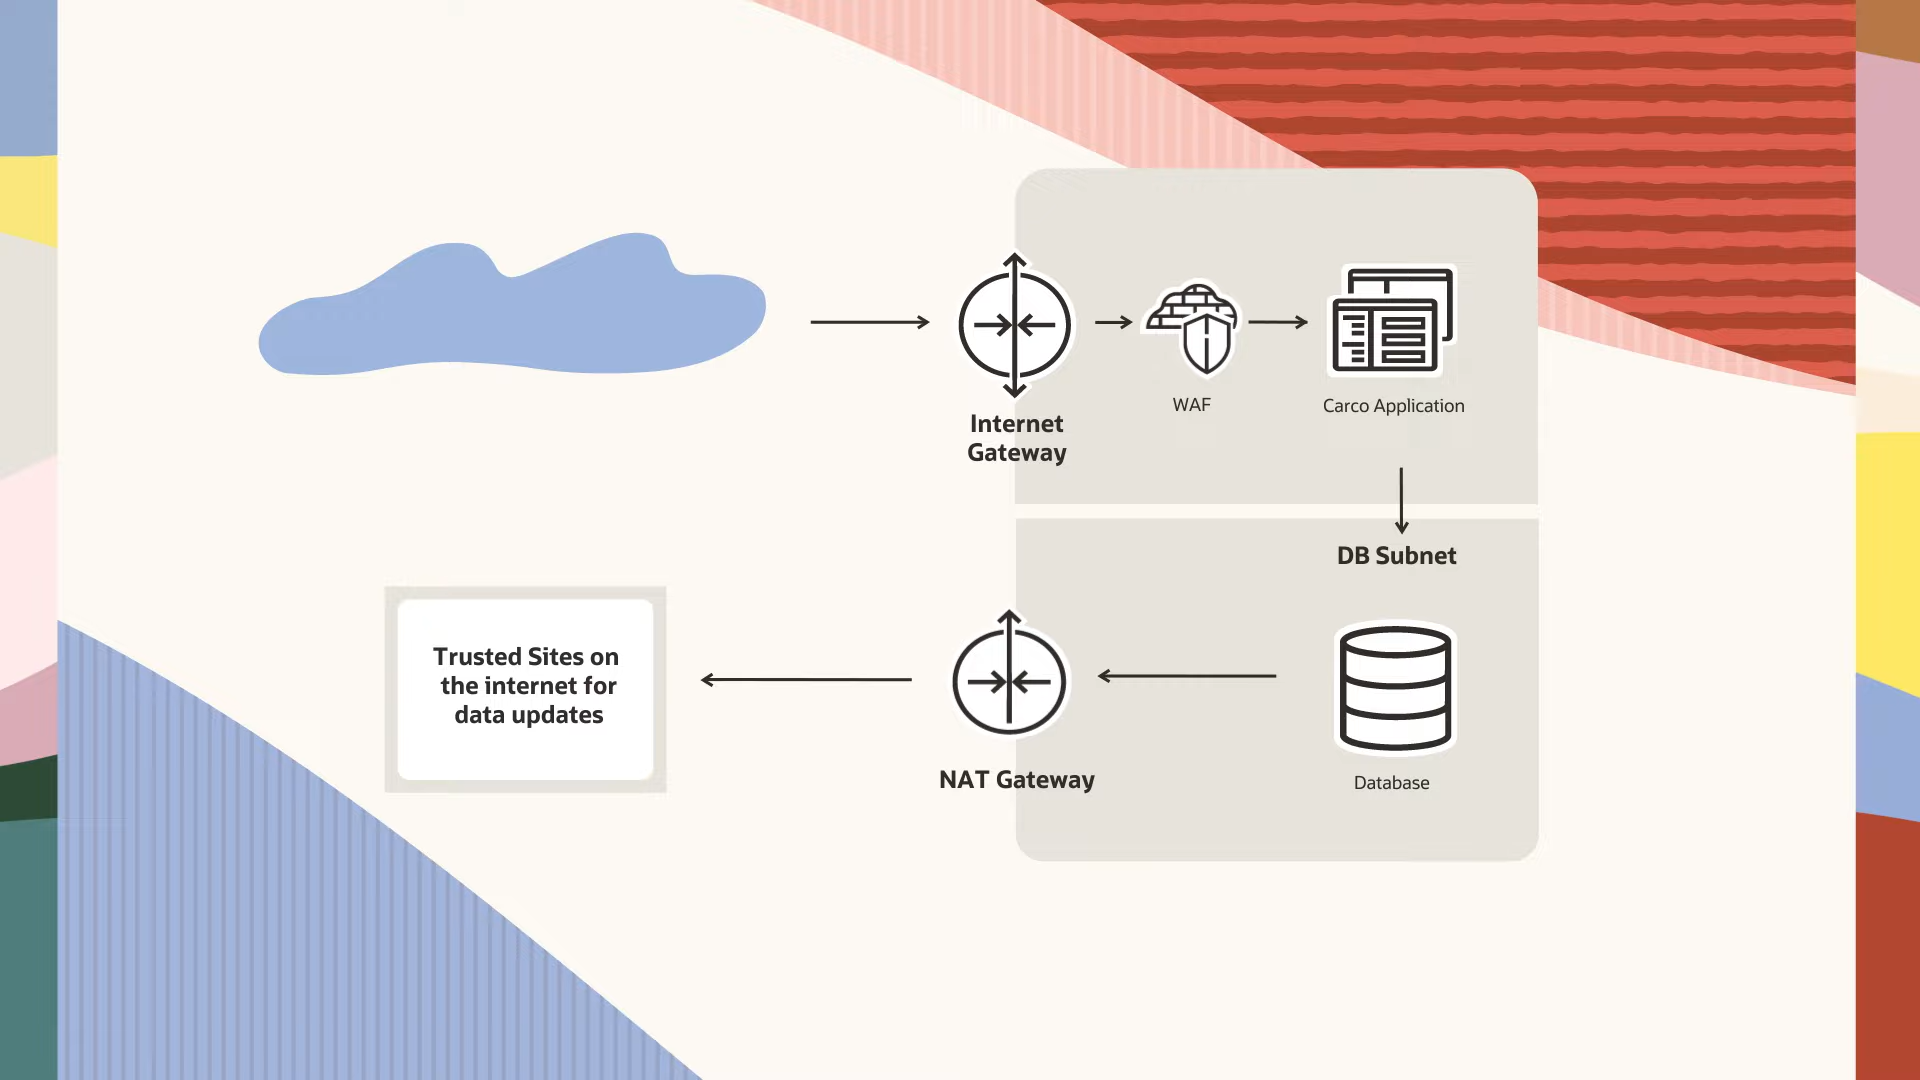 Internet
Gateway
WAF
Carco Application
DB Subnet
Trusted Sites on
the internet for
data updates
NAT Gateway
Database